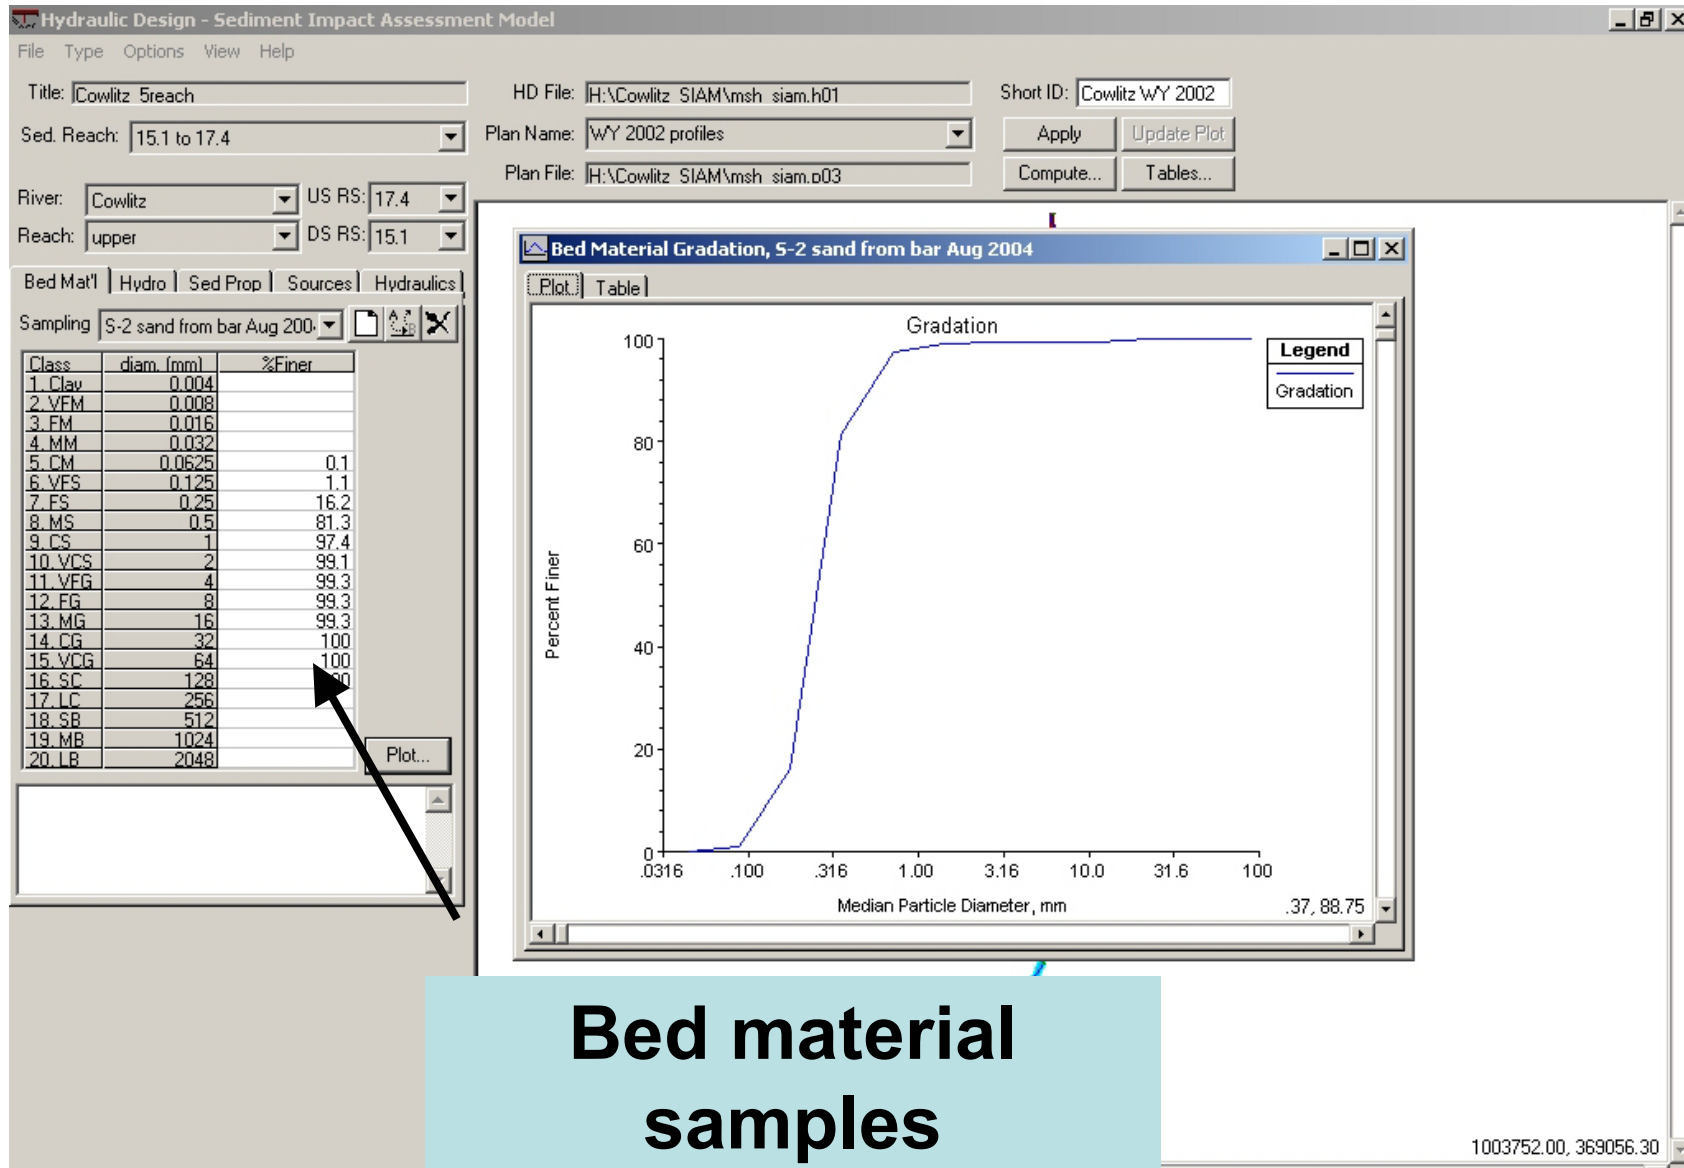 Hydraulic Design - Sediment Impact Assessment Model
File Type Options View Help
Title: Cowlitz 5reach
HD File: H:\Cowlitz SIAM\msh siam.h01
Short ID: Cowlitz WY 2002
Sed. Reach: 15.1 to 17.4
Plan Name: WY 2002 profiles
Apply Update Plot
Plan File: H:\Cowlitz SIAM\msh siam.p03
Compute... Tables...
River: Cowlitz US RS: 17.4
Reach: upper DS RS: 15.1
Bed Mat'l Hydro Sed Prop Sources Hydraulics
Sampling S-2 sand from bar Aug 200
Class diam. (mm) %Finer
1. Clay 0.004
2. VFM 0.008
3. FM 0.016
4. MM 0.032
5. CM 0.0625 0.1
6. VFS 0.125 1.1
7. FS 0.25 16.2
8. MS 0.5 81.3
9. CS 1 97.4
10. VCS 2 99.1
11. VFG 4 99.3
12. FG 8 99.3
13. MG 16 99.3
14. CG 32 100
15. VCG 64 100
16. SC 128
17. LC 256
18. SB 512
19. MB 1024
20. LB 2048
Plot...
Bed Material Gradation, S-2 sand from bar Aug 2004
Plot Table
Gradation
Legend
Gradation
Percent Finer
100
80
60
40
20
0
.0316 .100 .316 1.00 3.16 10.0 31.6 100
Median Particle Diameter, mm
.37, 88.75
Bed material
samples
1003752.00, 369056.30